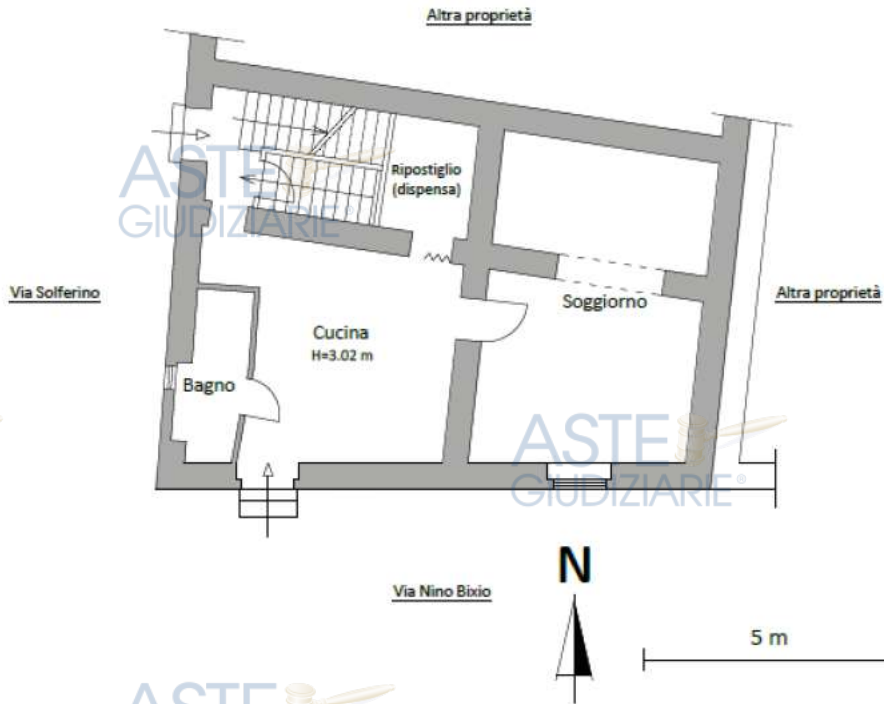 Altra proprietà
ASTE
GIUDIZIARIE®
Ripostiglio
(dispensa)
Via Solferino
Soggiorno
Altra proprietà
Cucina
H=3.02 m
Bagno
ASTE
GIUDIZIARIE®
Via Nino Bixio
N
5 m
ASTE